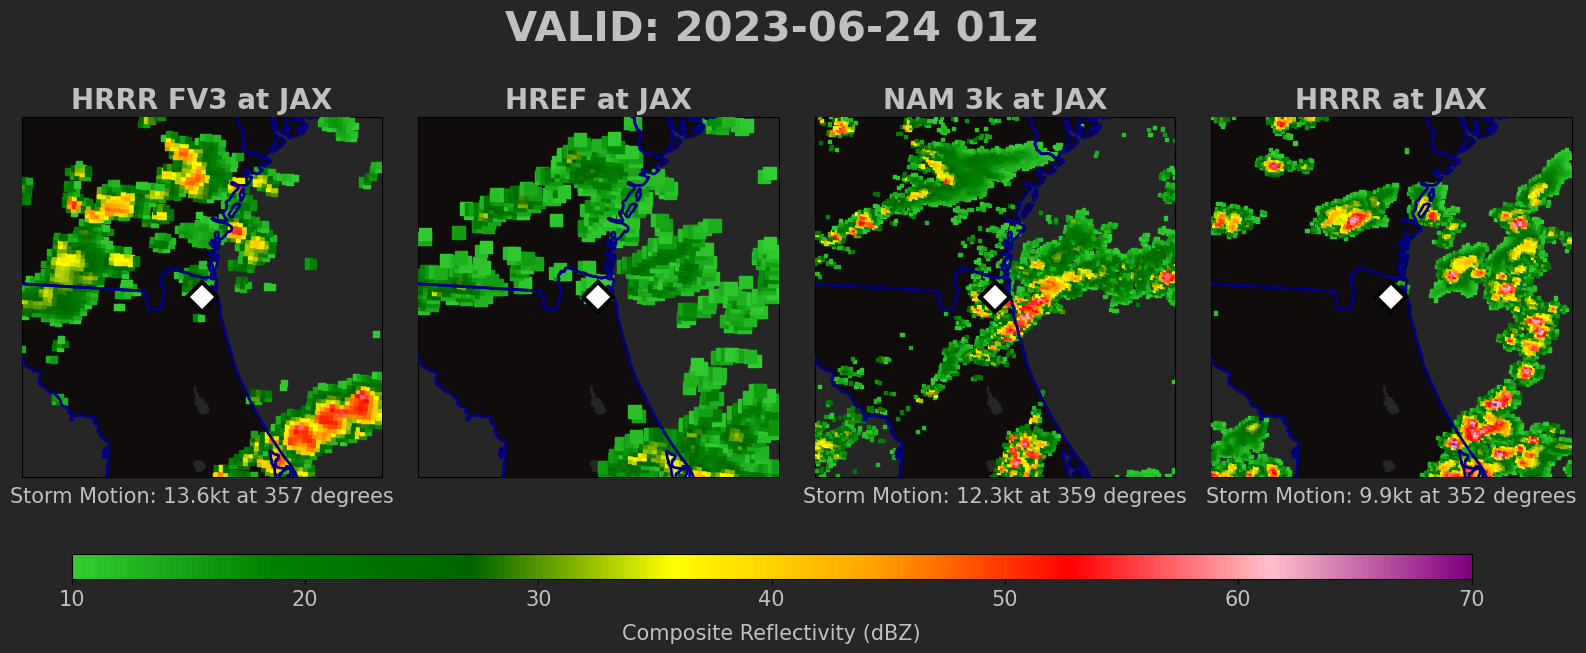 VALID: 2023-06-24 01z
HRRR FV3 at JAX
HREF at JAX
NAM 3k at JAX
HRRR at JAX
Storm Motion: 13.6kt at 357 degrees
Storm Motion: 12.3kt at 359 degrees
Storm Motion: 9.9kt at 352 degrees
10 20 30 40 50 60 70
Composite Reflectivity (dBZ)